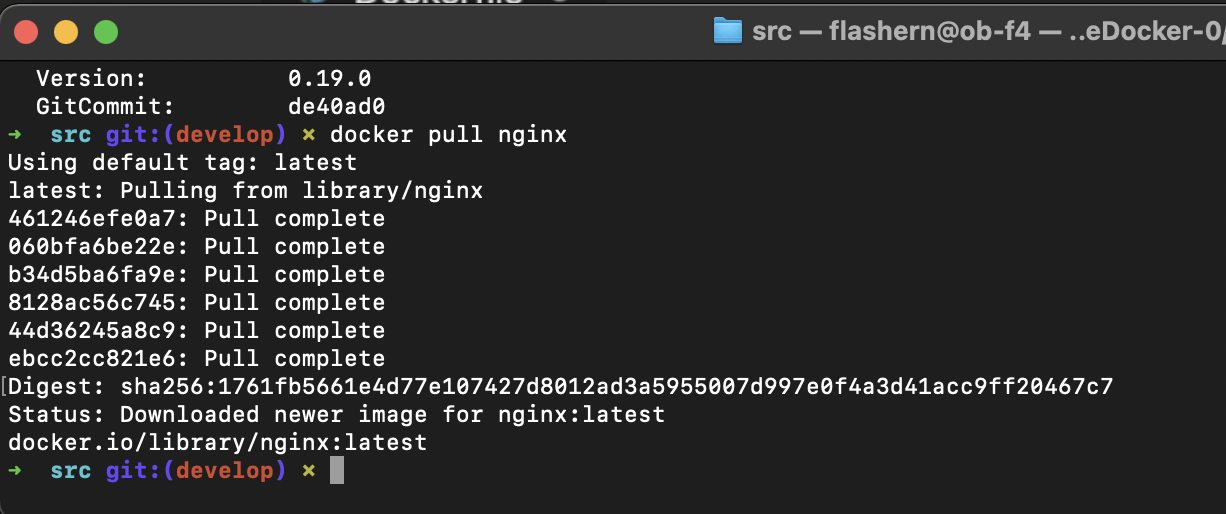 src — flashern@ob-f4 — ..eDocker-0/
Version: 0.19.0
GitCommit: de40ad0
➜ src git:(develop) ✗ docker pull nginx
Using default tag: latest
latest: Pulling from library/nginx
461246efe0a7: Pull complete
060bfa6be22e: Pull complete
b34d5ba6fa9e: Pull complete
8128ac56c745: Pull complete
44d36245a8c9: Pull complete
ebcc2cc821e6: Pull complete
Digest: sha256:1761fb5661e4d77e107427d8012ad3a5955007d997e0f4a3d41acc9ff20467c7
Status: Downloaded newer image for nginx:latest
docker.io/library/nginx:latest
➜ src git:(develop) ✗